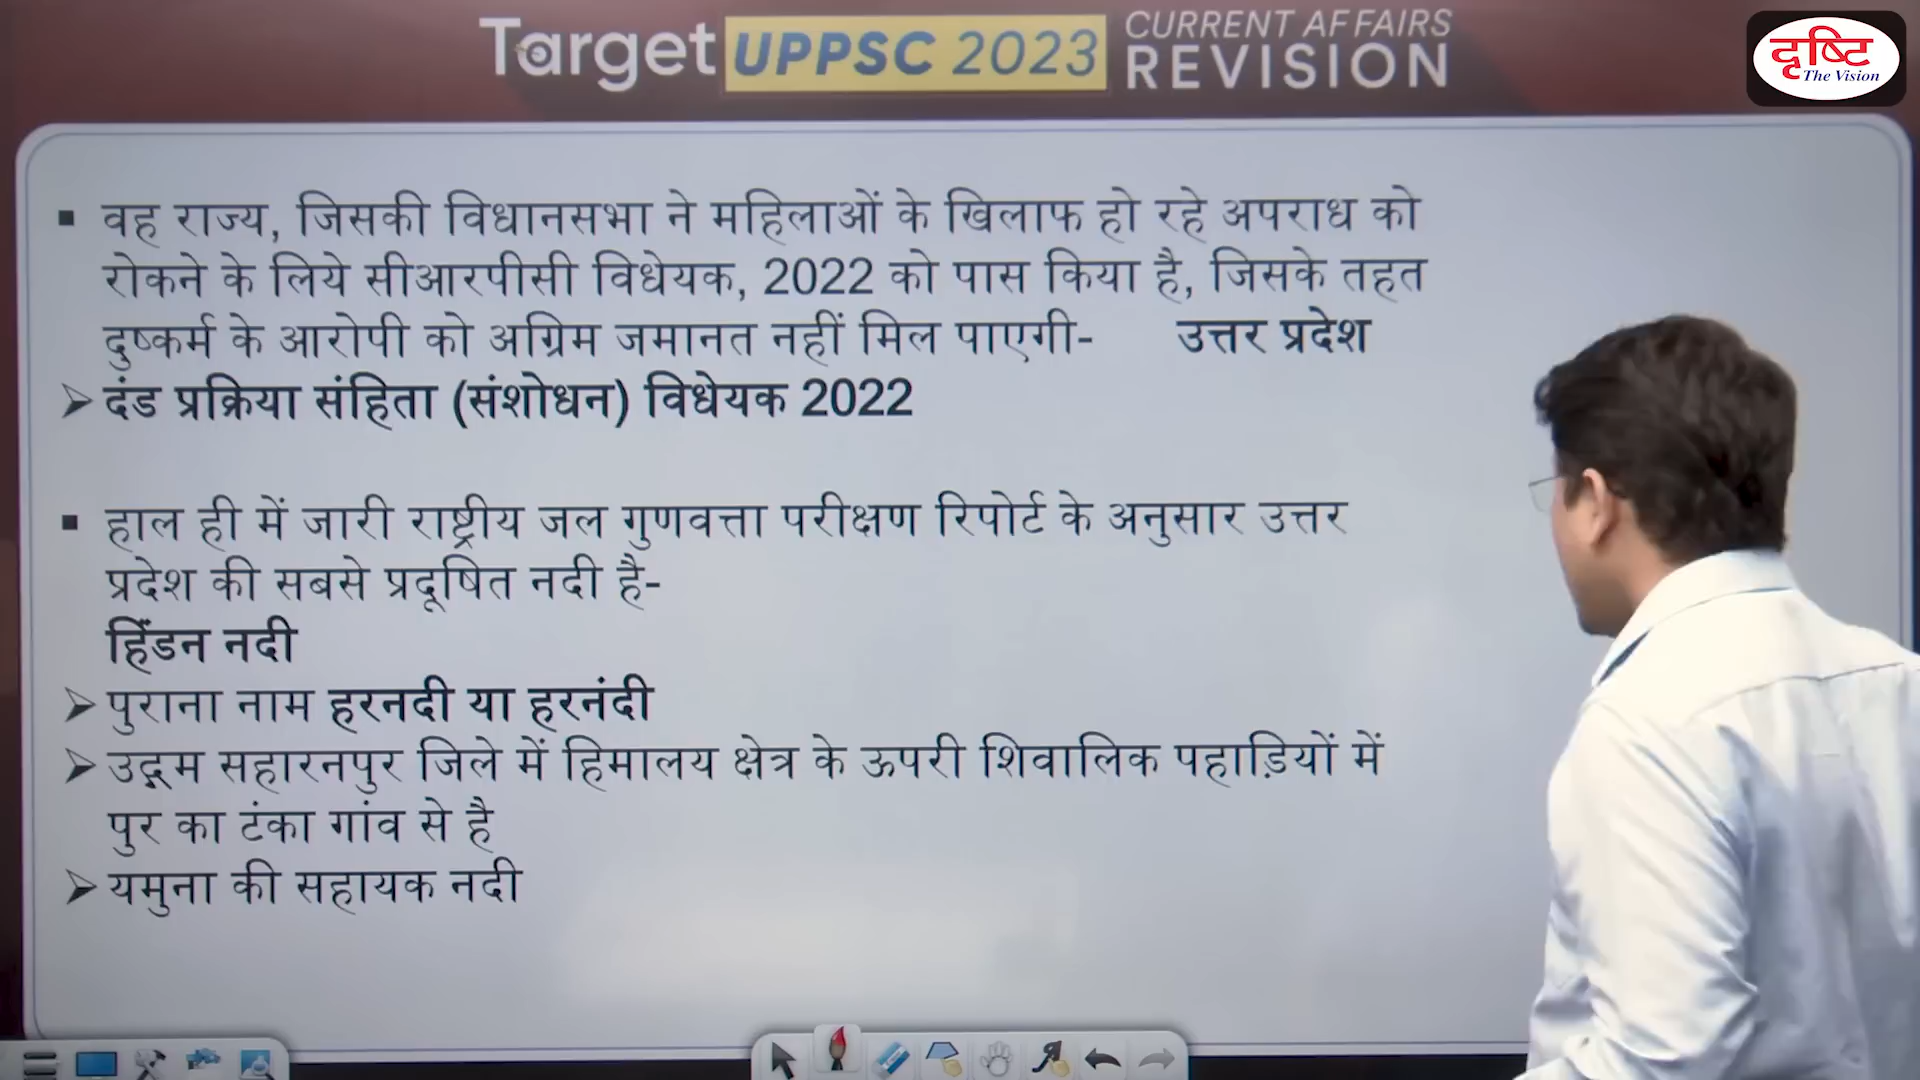 Target UPPSC 2023 CURRENT AFFAIRS REVISION
दृष्टि
The Vision
▪ वह राज्य, जिसकी विधानसभा ने महिलाओं के खिलाफ हो रहे अपराध को
रोकने के लिये सीआरपीसी विधेयक, 2022 को पास किया है, जिसके तहत
दुष्कर्म के आरोपी को अग्रिम जमानत नहीं मिल पाएगी- उत्तर प्रदेश
➢ दंड प्रक्रिया संहिता (संशोधन) विधेयक 2022
▪ हाल ही में जारी राष्ट्रीय जल गुणवत्ता परीक्षण रिपोर्ट के अनुसार उत्तर
प्रदेश की सबसे प्रदूषित नदी है-
हिंडन नदी
➢ पुराना नाम हरनदी या हरनंदी
➢ उद्गम सहारनपुर जिले में हिमालय क्षेत्र के ऊपरी शिवालिक पहाड़ियों में
पुर का टंका गांव से है
➢ यमुना की सहायक नदी